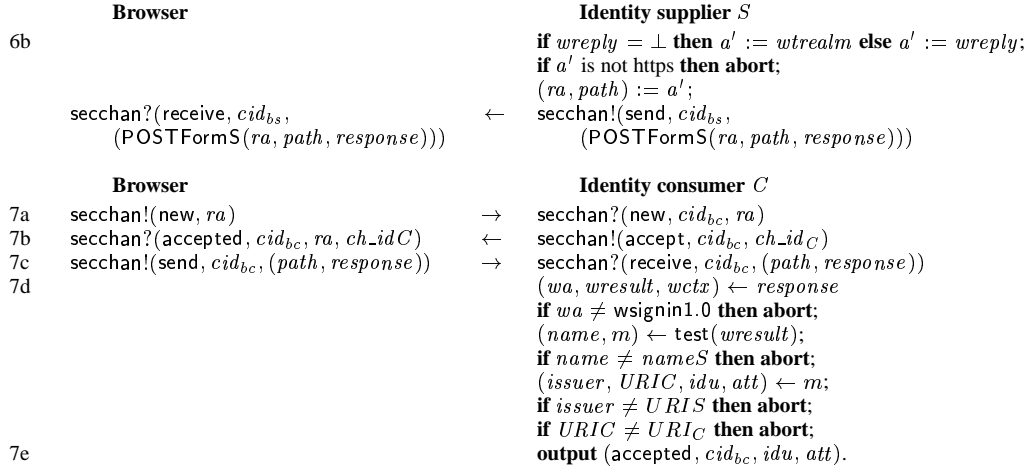 Browser Identity supplier S
6b if wreply = ⊥ then a′ := wtrealm else a′ := wreply;
if a′ is not https then abort;
(ra, path) := a′;
secchan?(receive, cid_bs, ← secchan!(send, cid_bs,
(POSTFormS(ra, path, response))) (POSTFormS(ra, path, response)))
Browser Identity consumer C
7a secchan!(new, ra) → secchan?(new, cid_bc, ra)
7b secchan?(accepted, cid_bc, ra, ch_idC) ← secchan!(accept, cid_bc, ch_id_C)
7c secchan!(send, cid_bc, (path, response)) → secchan?(receive, cid_bc, (path, response))
7d (wa, wresult, wctx) ← response
if wa ≠ wsignin1.0 then abort;
(name, m) ← test(wresult);
if name ≠ nameS then abort;
(issuer, URIC, idu, att) ← m;
if issuer ≠ URIS then abort;
if URIC ≠ URI_C then abort;
7e output (accepted, cid_bc, idu, att).